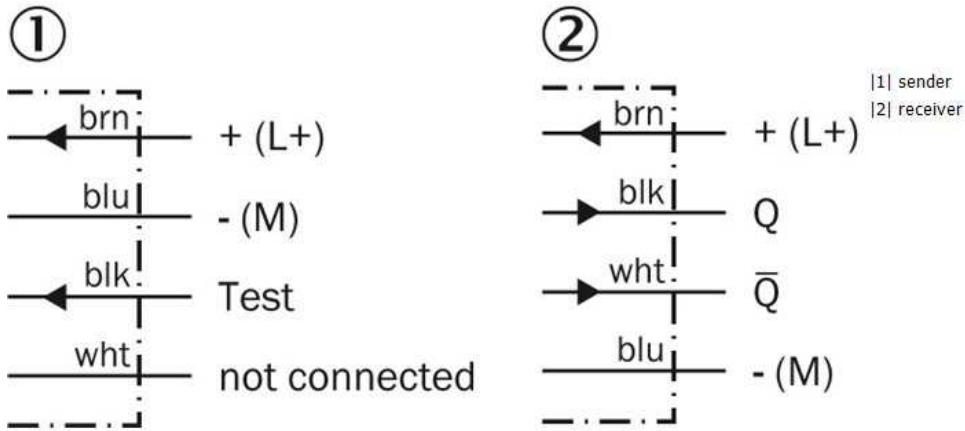 ①
brn + (L+)
blu - (M)
blk Test
wht not connected
②
brn + (L+)
blk Q
wht Q̅
blu - (M)
|1| sender
|2| receiver